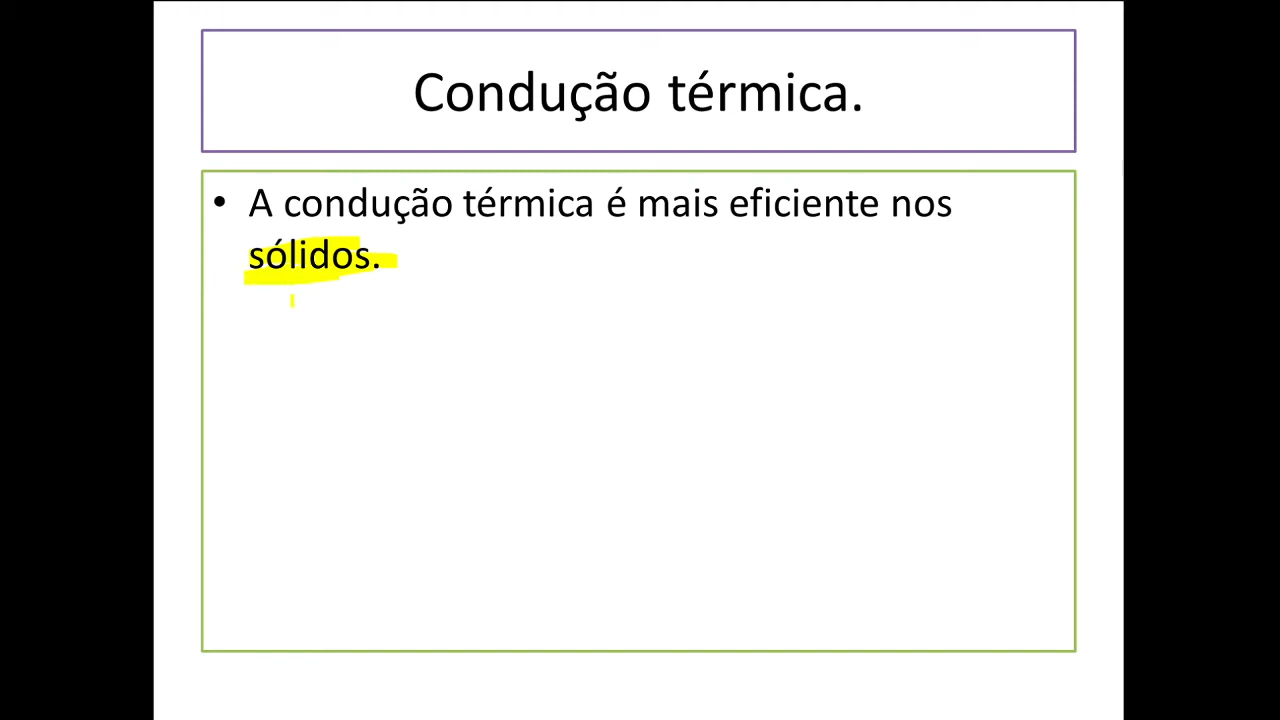 Condução térmica.
• A condução térmica é mais eficiente nos
sólidos.